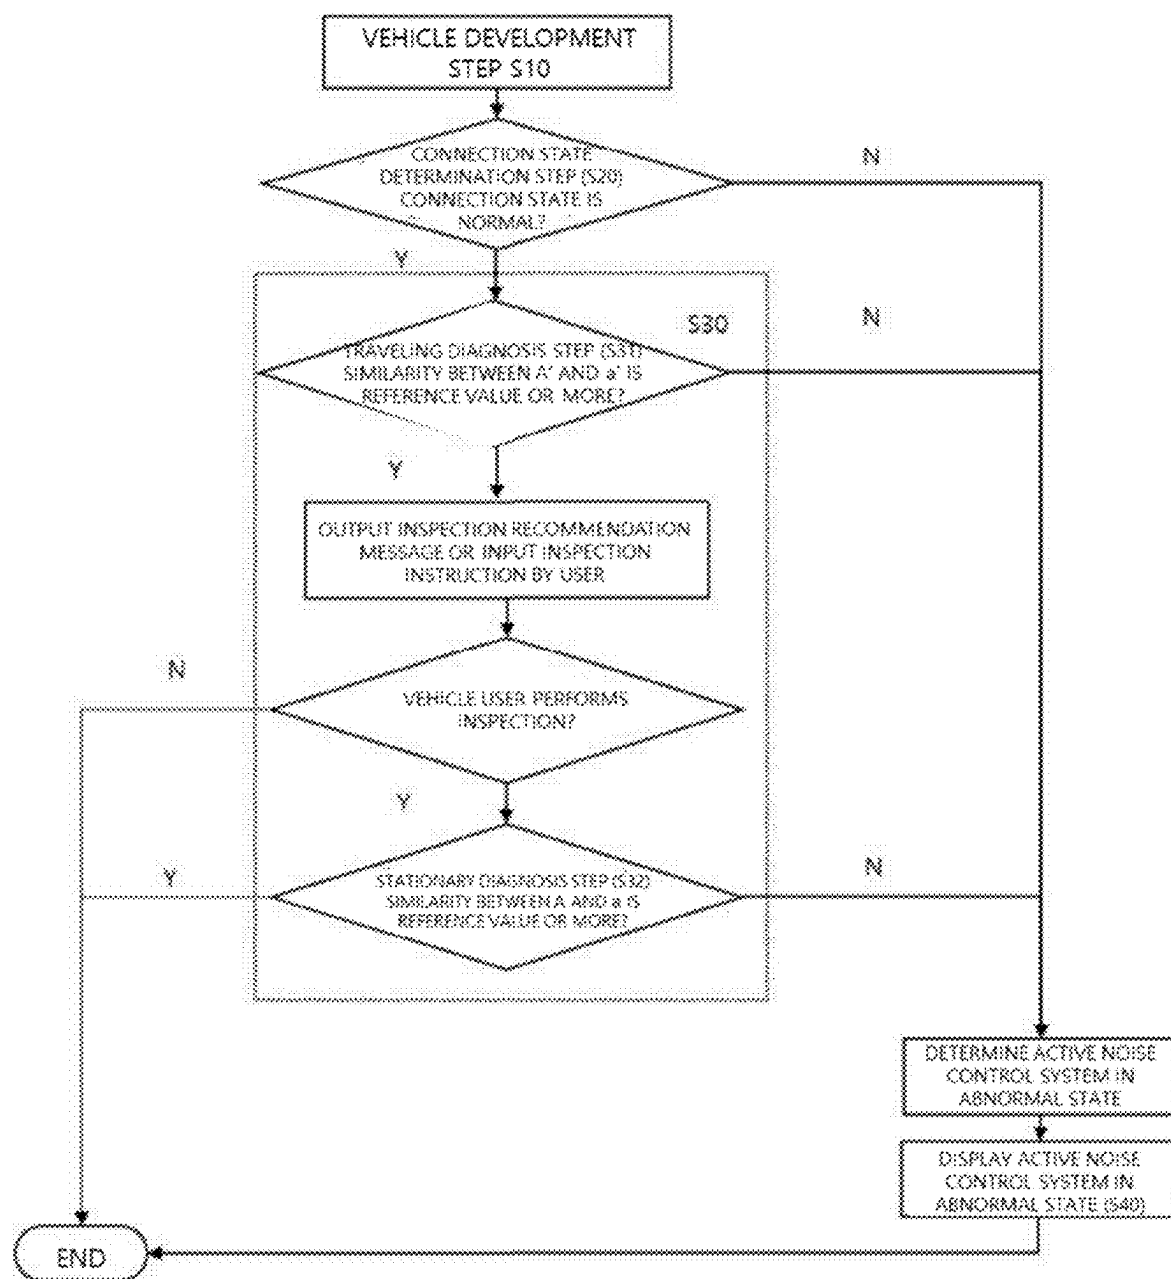 VEHICLE DEVELOPMENT
STEP S10
CONNECTION STATE
DETERMINATION STEP (S20)
CONNECTION STATE IS
NORMAL?
N
Y
S30
TRAVELING DIAGNOSIS STEP (S31)
SIMILARITY BETWEEN A' AND a' IS
REFERENCE VALUE OR MORE?
N
Y
OUTPUT INSPECTION RECOMMENDATION
MESSAGE OR INPUT INSPECTION
INSTRUCTION BY USER
N
VEHICLE USER PERFORMS
INSPECTION?
Y
Y
STATIONARY DIAGNOSIS STEP (S32)
SIMILARITY BETWEEN A AND a IS
REFERENCE VALUE OR MORE?
N
DETERMINE ACTIVE NOISE
CONTROL SYSTEM IN
ABNORMAL STATE
DISPLAY ACTIVE NOISE
CONTROL SYSTEM IN
ABNORMAL STATE (S40)
END